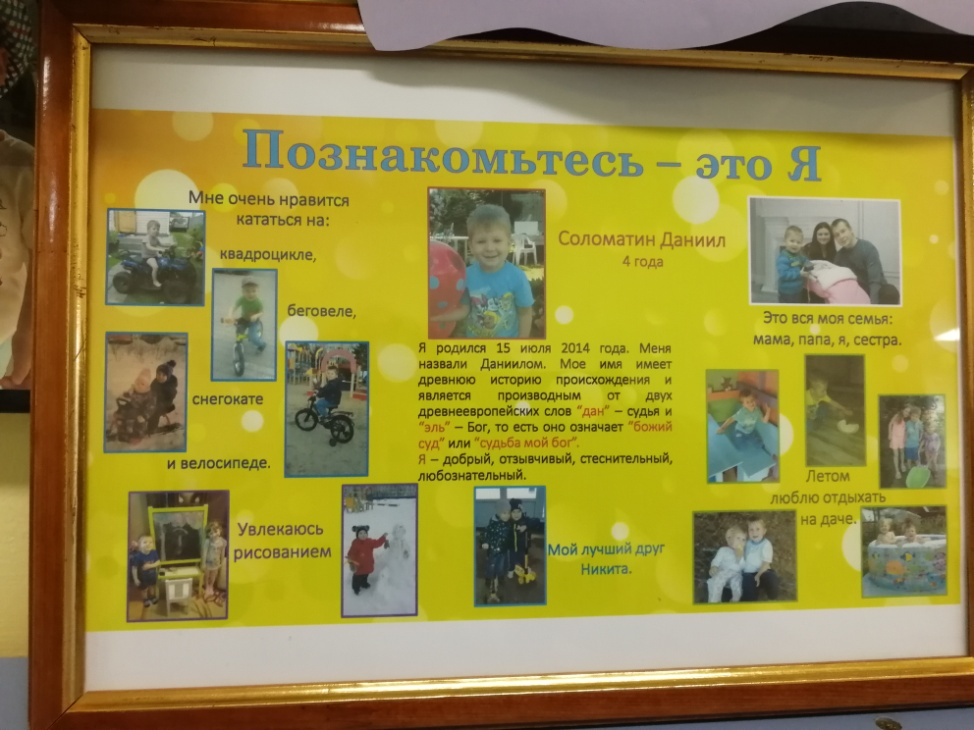 Познакомьтесь – это Я
Мне очень нравится
кататься на:
квадроцикле,
беговеле,
снегокате
и велосипеде.
Увлекаюсь
рисованием
Соломатин Даниил
4 года
Я родился 15 июля 2014 года. Меня
назвали Даниилом. Мое имя имеет
древнюю историю происхождения и
является производным от двух
древнеевропейских слов "дан" – судья и
"эль" – Бог, то есть оно означает "божий
суд" или "судьба мой бог".
Я – добрый, отзывчивый, стеснительный,
любознательный.
Мой лучший друг
Никита.
Это вся моя семья:
мама, папа, я, сестра.
Летом
люблю отдыхать
на даче.